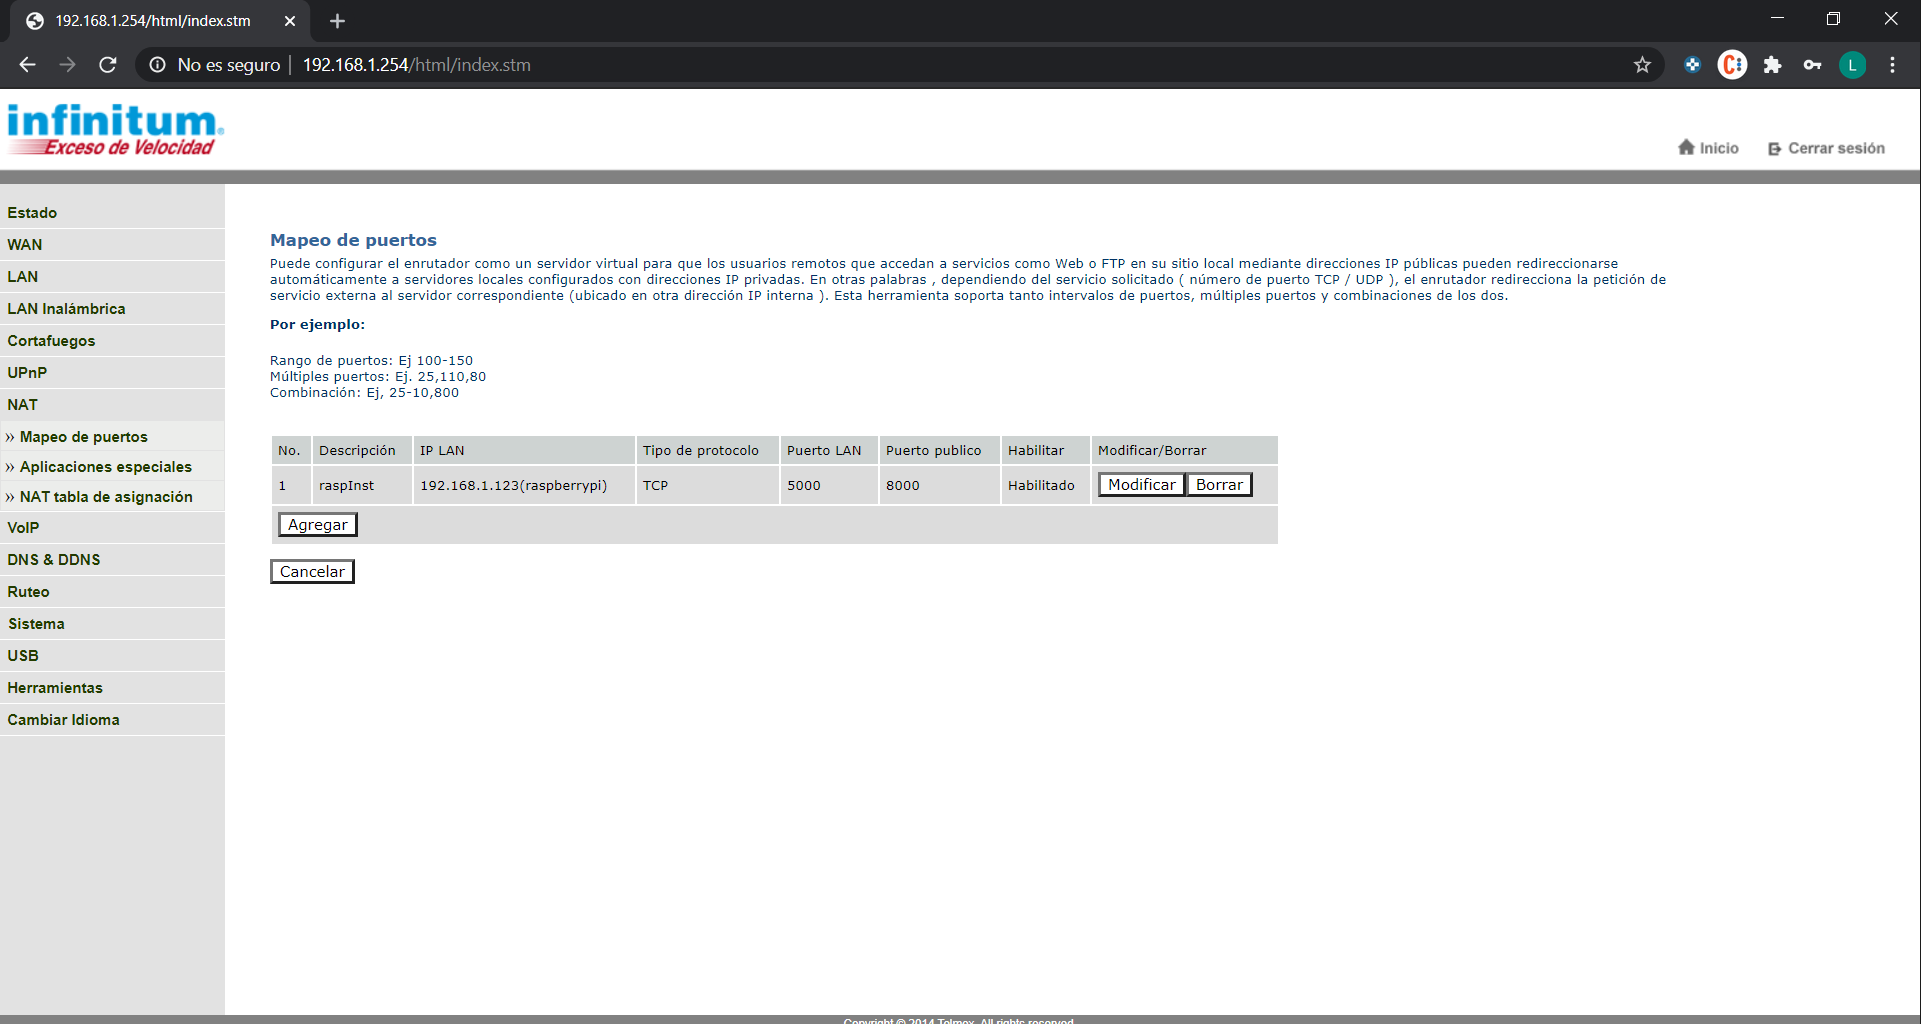 192.168.1.254/html/index.stm
No es seguro | 192.168.1.254/html/index.stm
C:
L
infinitum®
Exceso de Velocidad
Inicio
Cerrar sesión
Estado
WAN
LAN
LAN Inalámbrica
Cortafuegos
UPnP
NAT
» Mapeo de puertos
» Aplicaciones especiales
» NAT tabla de asignación
VoIP
DNS & DDNS
Ruteo
Sistema
USB
Herramientas
Cambiar Idioma
Mapeo de puertos
Puede configurar el enrutador como un servidor virtual para que los usuarios remotos que accedan a servicios como Web o FTP en su sitio local mediante direcciones IP públicas pueden redireccionarse
automáticamente a servidores locales configurados con direcciones IP privadas. En otras palabras , dependiendo del servicio solicitado ( número de puerto TCP / UDP ), el enrutador redirecciona la petición de
servicio externa al servidor correspondiente (ubicado en otra dirección IP interna ). Esta herramienta soporta tanto intervalos de puertos, múltiples puertos y combinaciones de los dos.
Por ejemplo:
Rango de puertos: Ej 100-150
Múltiples puertos: Ej. 25,110,80
Combinación: Ej, 25-10,800
No. Descripción IP LAN Tipo de protocolo Puerto LAN Puerto publico Habilitar Modificar/Borrar
1 raspInst 192.168.1.123(raspberrypi) TCP 5000 8000 Habilitado Modificar Borrar
Agregar
Cancelar
Copyright © 2014 Telmex. All rights reserved